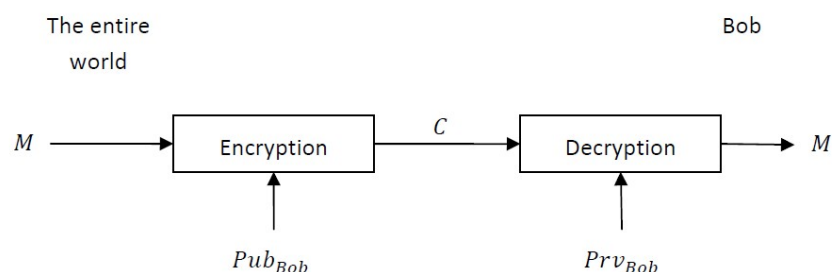 The entire
world
Bob
M
Encryption
C
Decryption
M
Pub_Bob
Prv_Bob